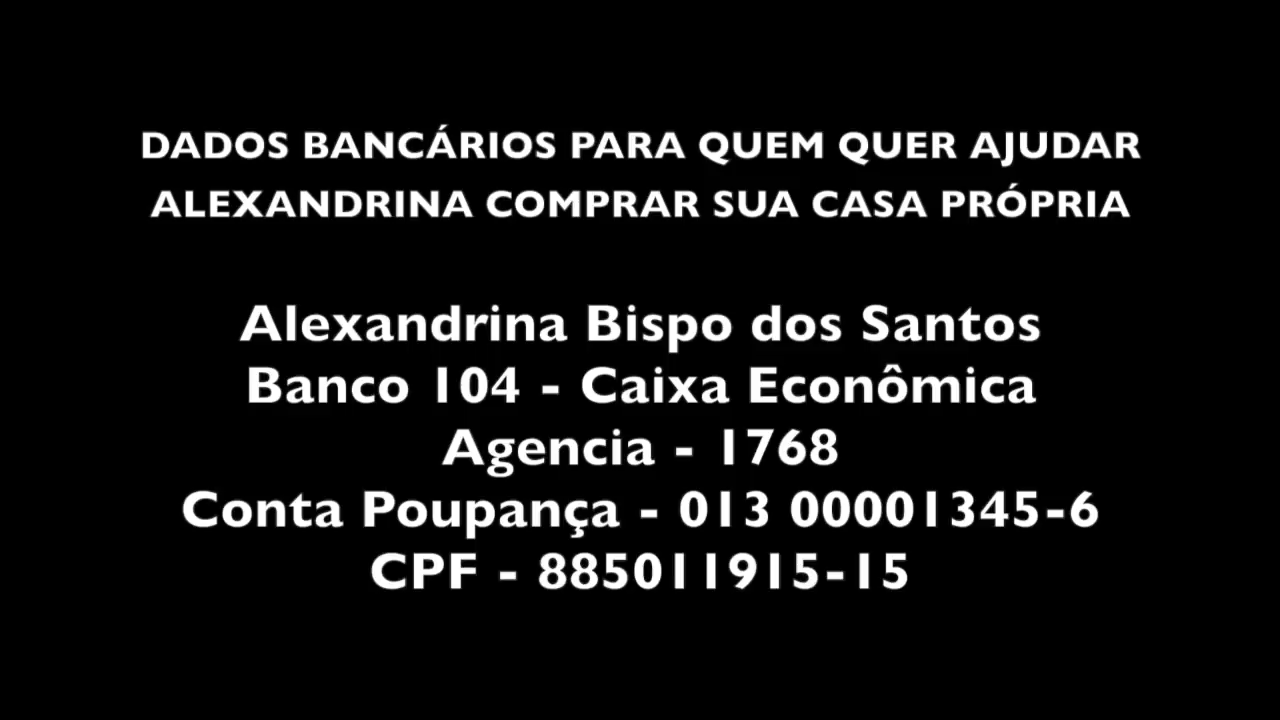 DADOS BANCÁRIOS PARA QUEM QUER AJUDAR
ALEXANDRINA COMPRAR SUA CASA PRÓPRIA
Alexandrina Bispo dos Santos
Banco 104 - Caixa Econômica
Agencia - 1768
Conta Poupança - 013 00001345-6
CPF - 885011915-15